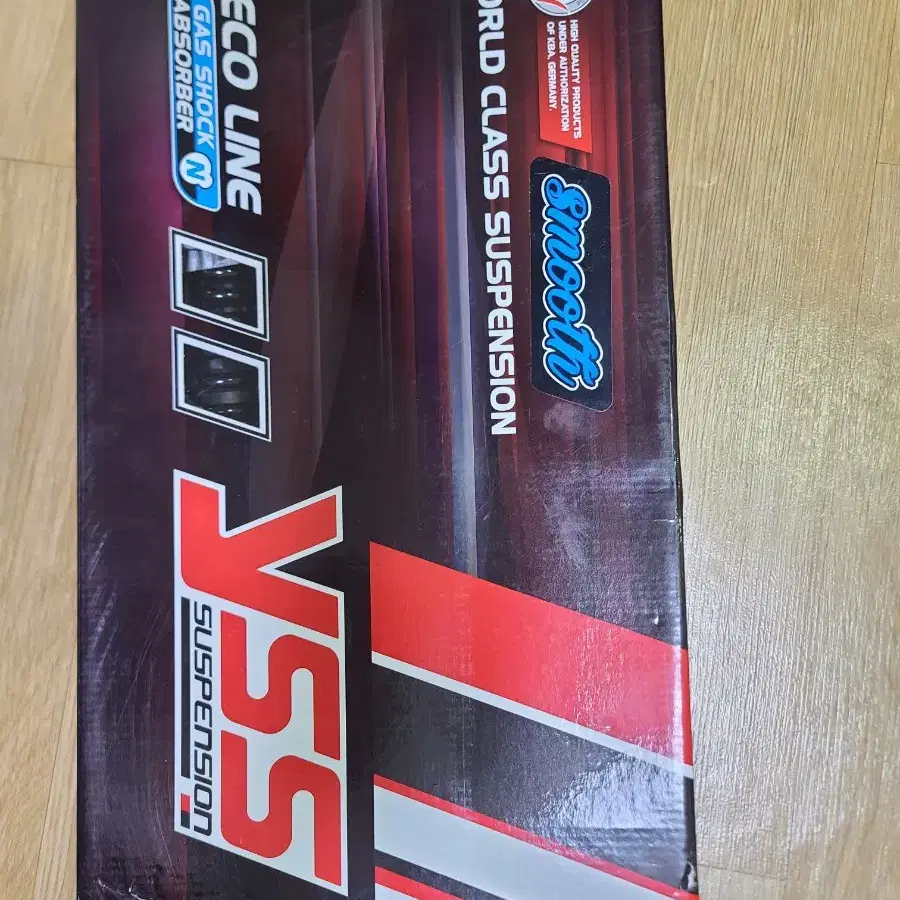 HIGH QUALITY PRODUCTS
UNDER AUTHORIZATION
OF KBA, GERMANY.
smooth
ORLD CLASS SUSPENSION
ECO LINE
GAS SHOCK
ABSORBER
YSS
SUSPENSION